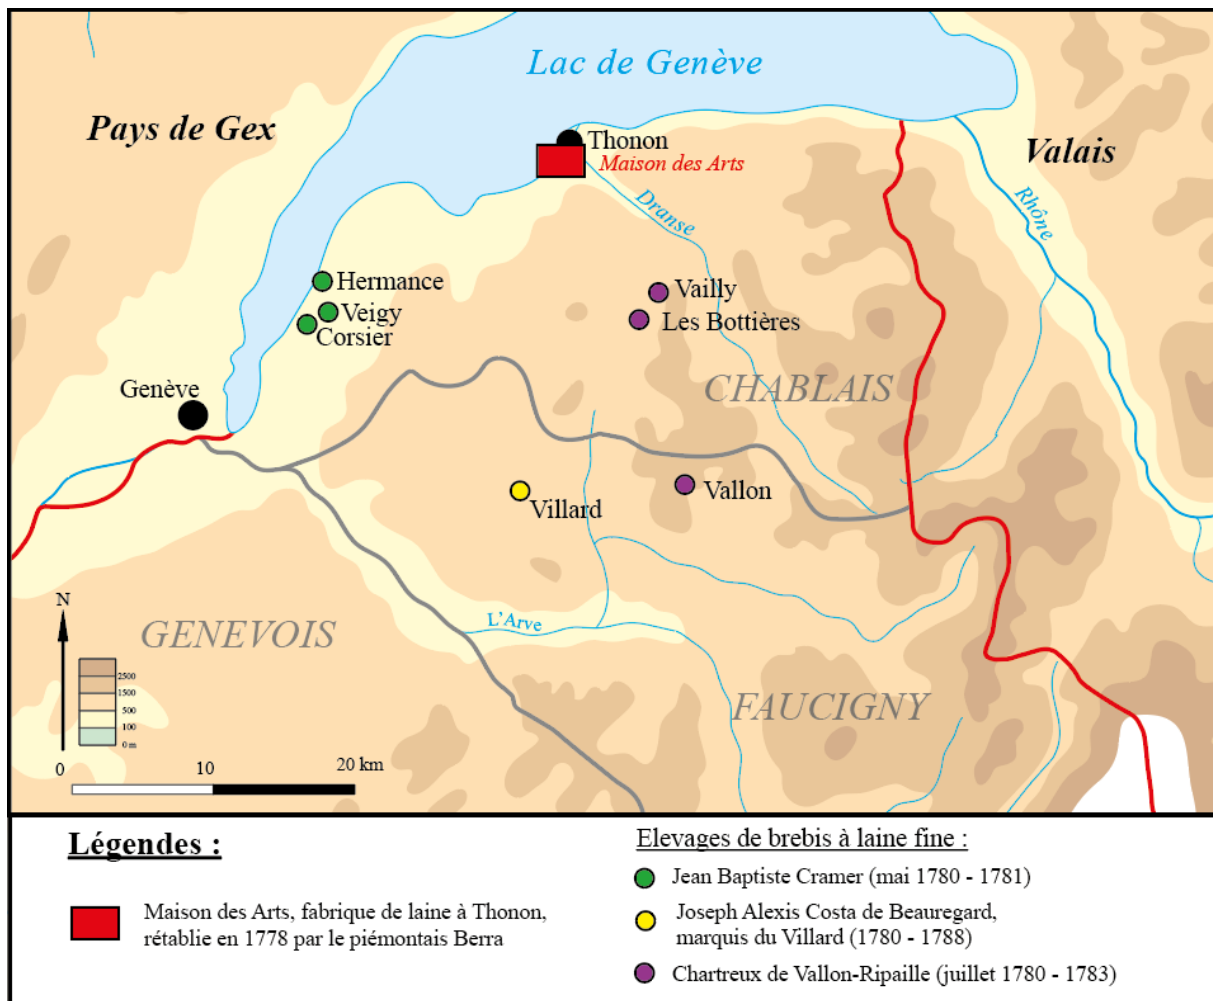 Lac de Genève
Pays de Gex
Valais
Thonon
Maison des Arts
Dranse
Rhône
Hermance
Veigy
Corsier
Vailly
Les Bottières
Genève
CHABLAIS
Villard
Vallon
L'Arve
GENEVOIS
FAUCIGNY
N
2500
1500
500
100
0 m
0 10 20 km
Légendes :
Maison des Arts, fabrique de laine à Thonon,
rétablie en 1778 par le piémontais Berra
Elevages de brebis à laine fine :
Jean Baptiste Cramer (mai 1780 - 1781)
Joseph Alexis Costa de Beauregard,
marquis du Villard (1780 - 1788)
Chartreux de Vallon-Ripaille (juillet 1780 - 1783)